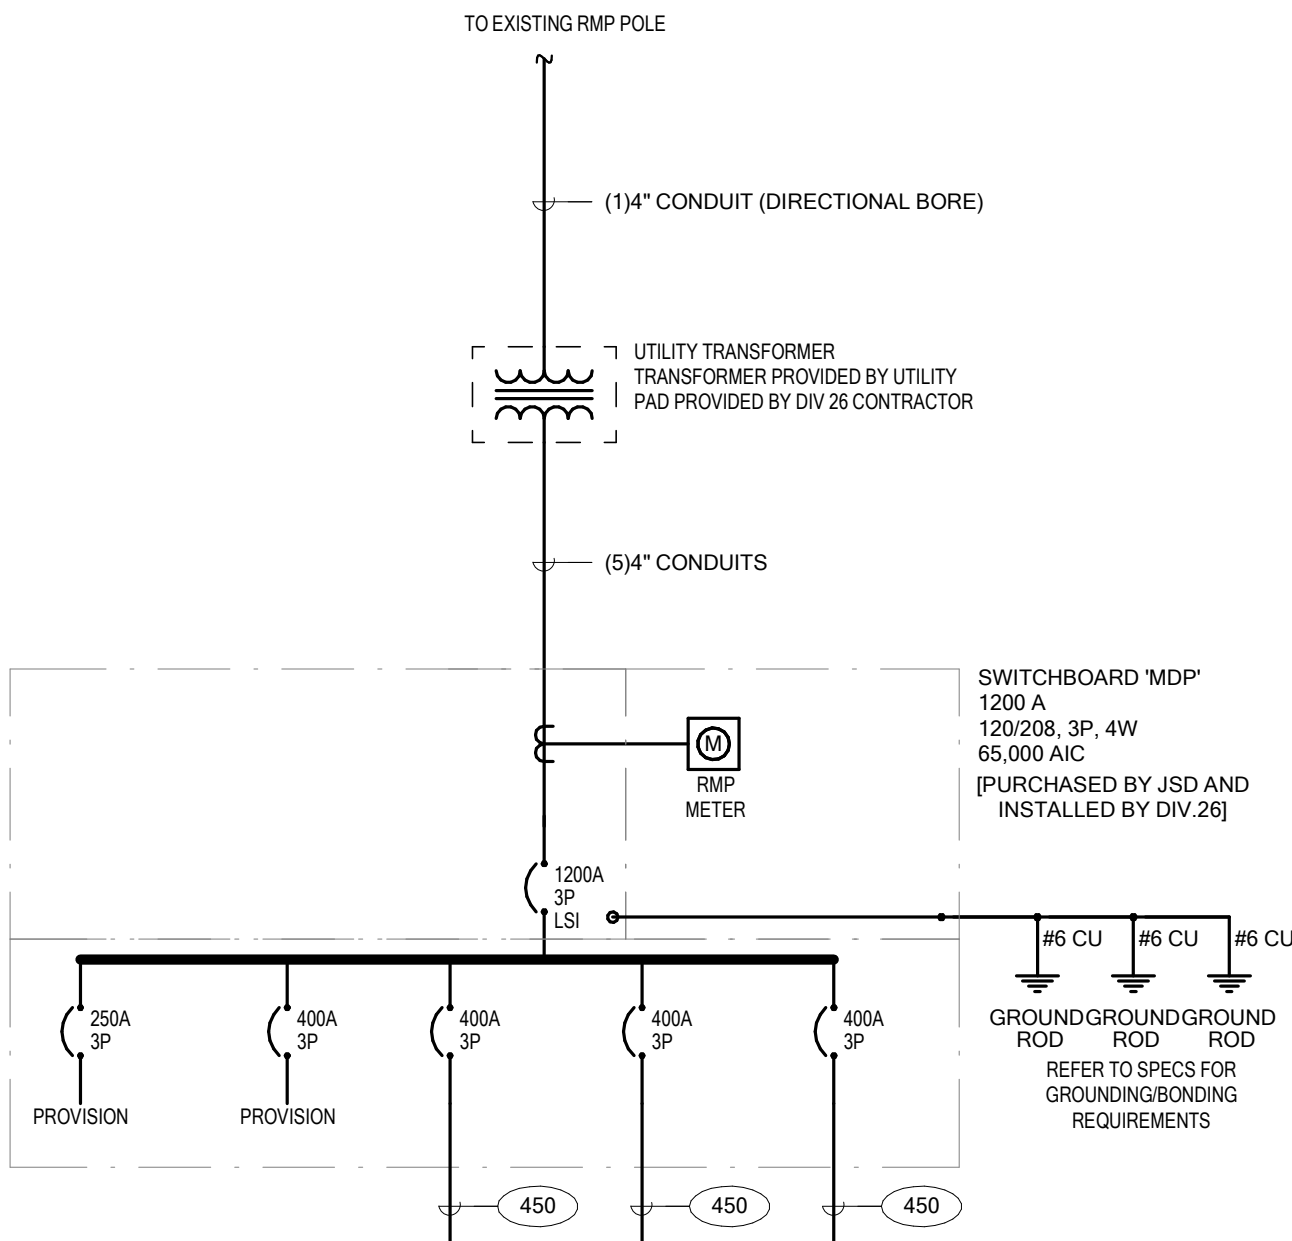 TO EXISTING RMP POLE
(1)4" CONDUIT (DIRECTIONAL BORE)
UTILITY TRANSFORMER
TRANSFORMER PROVIDED BY UTILITY
PAD PROVIDED BY DIV 26 CONTRACTOR
(5)4" CONDUITS
SWITCHBOARD 'MDP'
1200 A
120/208, 3P, 4W
65,000 AIC
[PURCHASED BY JSD AND
INSTALLED BY DIV.26]
M
RMP
METER
1200A
3P
LSI
#6 CU
#6 CU
#6 CU
GROUND
ROD
GROUND
ROD
GROUND
ROD
REFER TO SPECS FOR
GROUNDING/BONDING
REQUIREMENTS
250A
3P
400A
3P
400A
3P
400A
3P
400A
3P
PROVISION
PROVISION
450
450
450